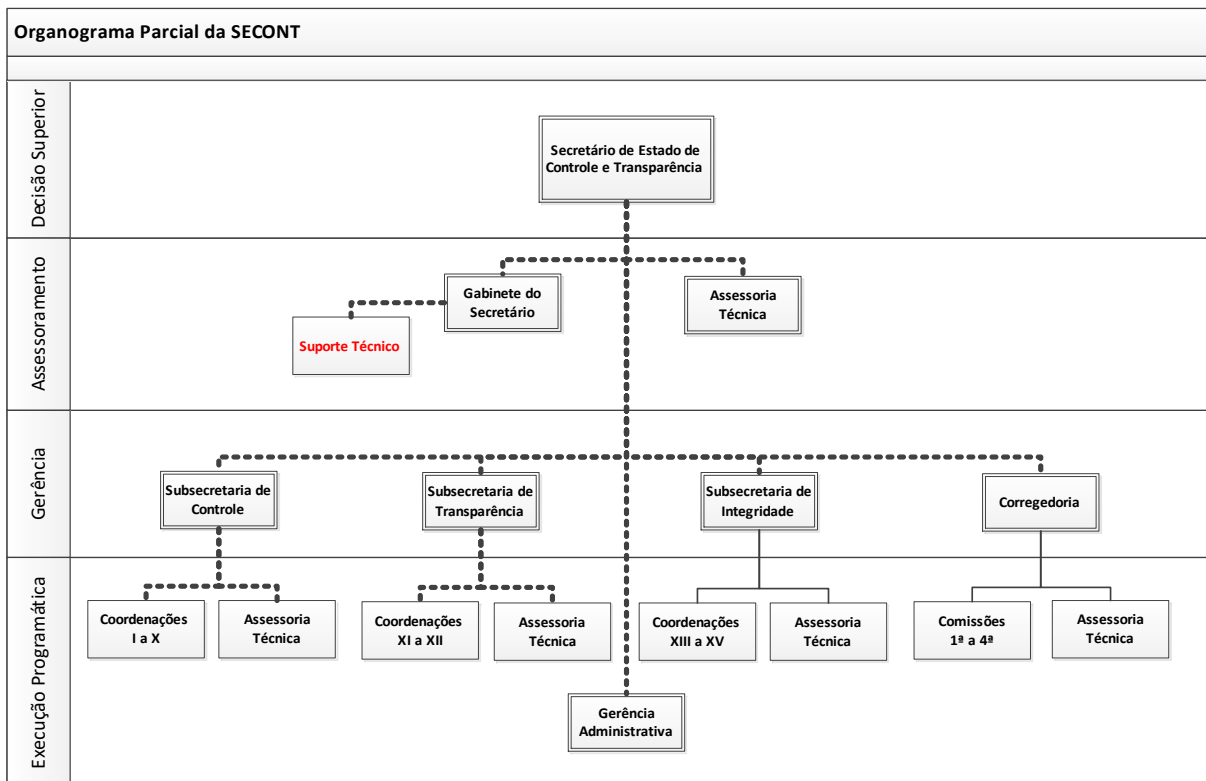 Organograma Parcial da SECONT
Decisão Superior
Secretário de Estado de
Controle e Transparência
Assessoramento
Gabinete do
Secretário
Assessoria
Técnica
Suporte Técnico
Gerência
Subsecretaria de
Controle
Subsecretaria de
Transparência
Subsecretaria de
Integridade
Corregedoria
Execução Programática
Coordenações
I a X
Assessoria
Técnica
Coordenações
XI a XII
Assessoria
Técnica
Coordenações
XIII a XV
Assessoria
Técnica
Comissões
1ª a 4ª
Assessoria
Técnica
Gerência
Administrativa